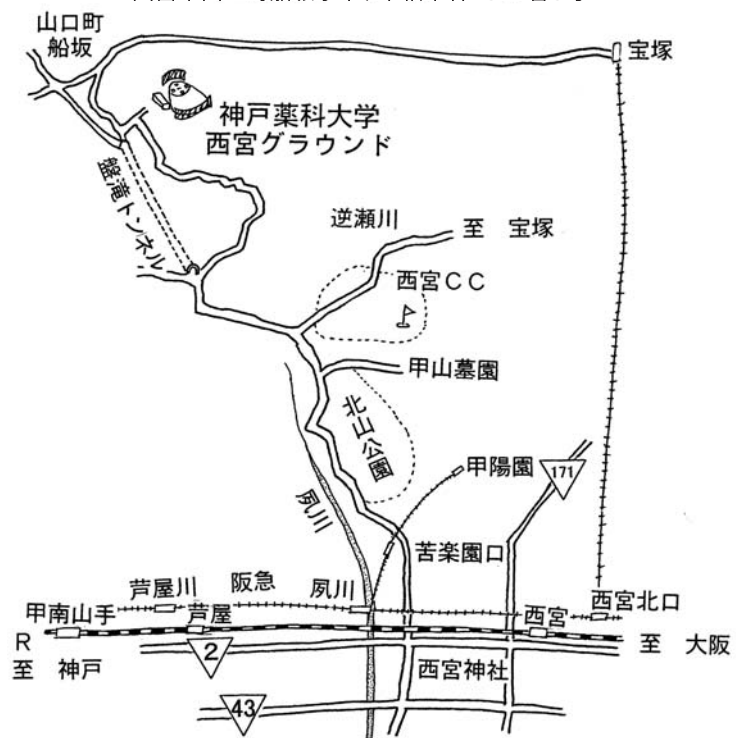 山口町
船坂
宝塚
神戸薬科大学
西宮グラウンド
盤滝トンネル
逆瀬川
至 宝塚
西宮CC
甲山墓園
北山公園
甲陽園
171
夙川
苦楽園口
芦屋川
阪急
夙川
西宮北口
甲南山手
芦屋
西宮
R
至 神戸
2
西宮神社
至 大阪
43